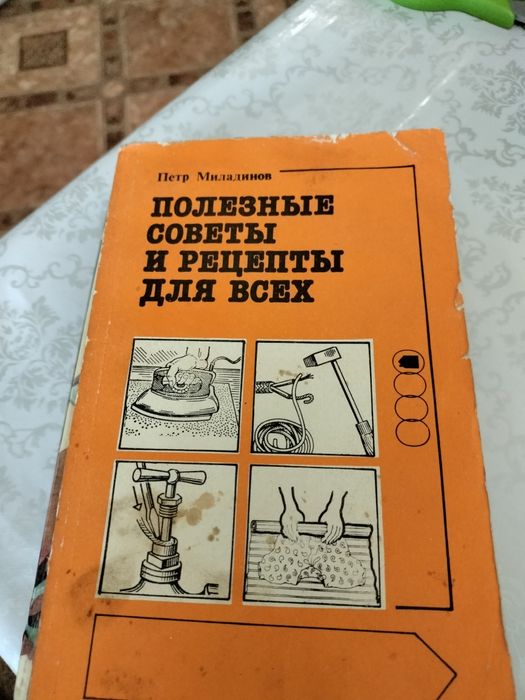 Петр Миладинов
ПОЛЕЗНЫЕ
СОВЕТЫ
И РЕЦЕПТЫ
ДЛЯ ВСЕХ